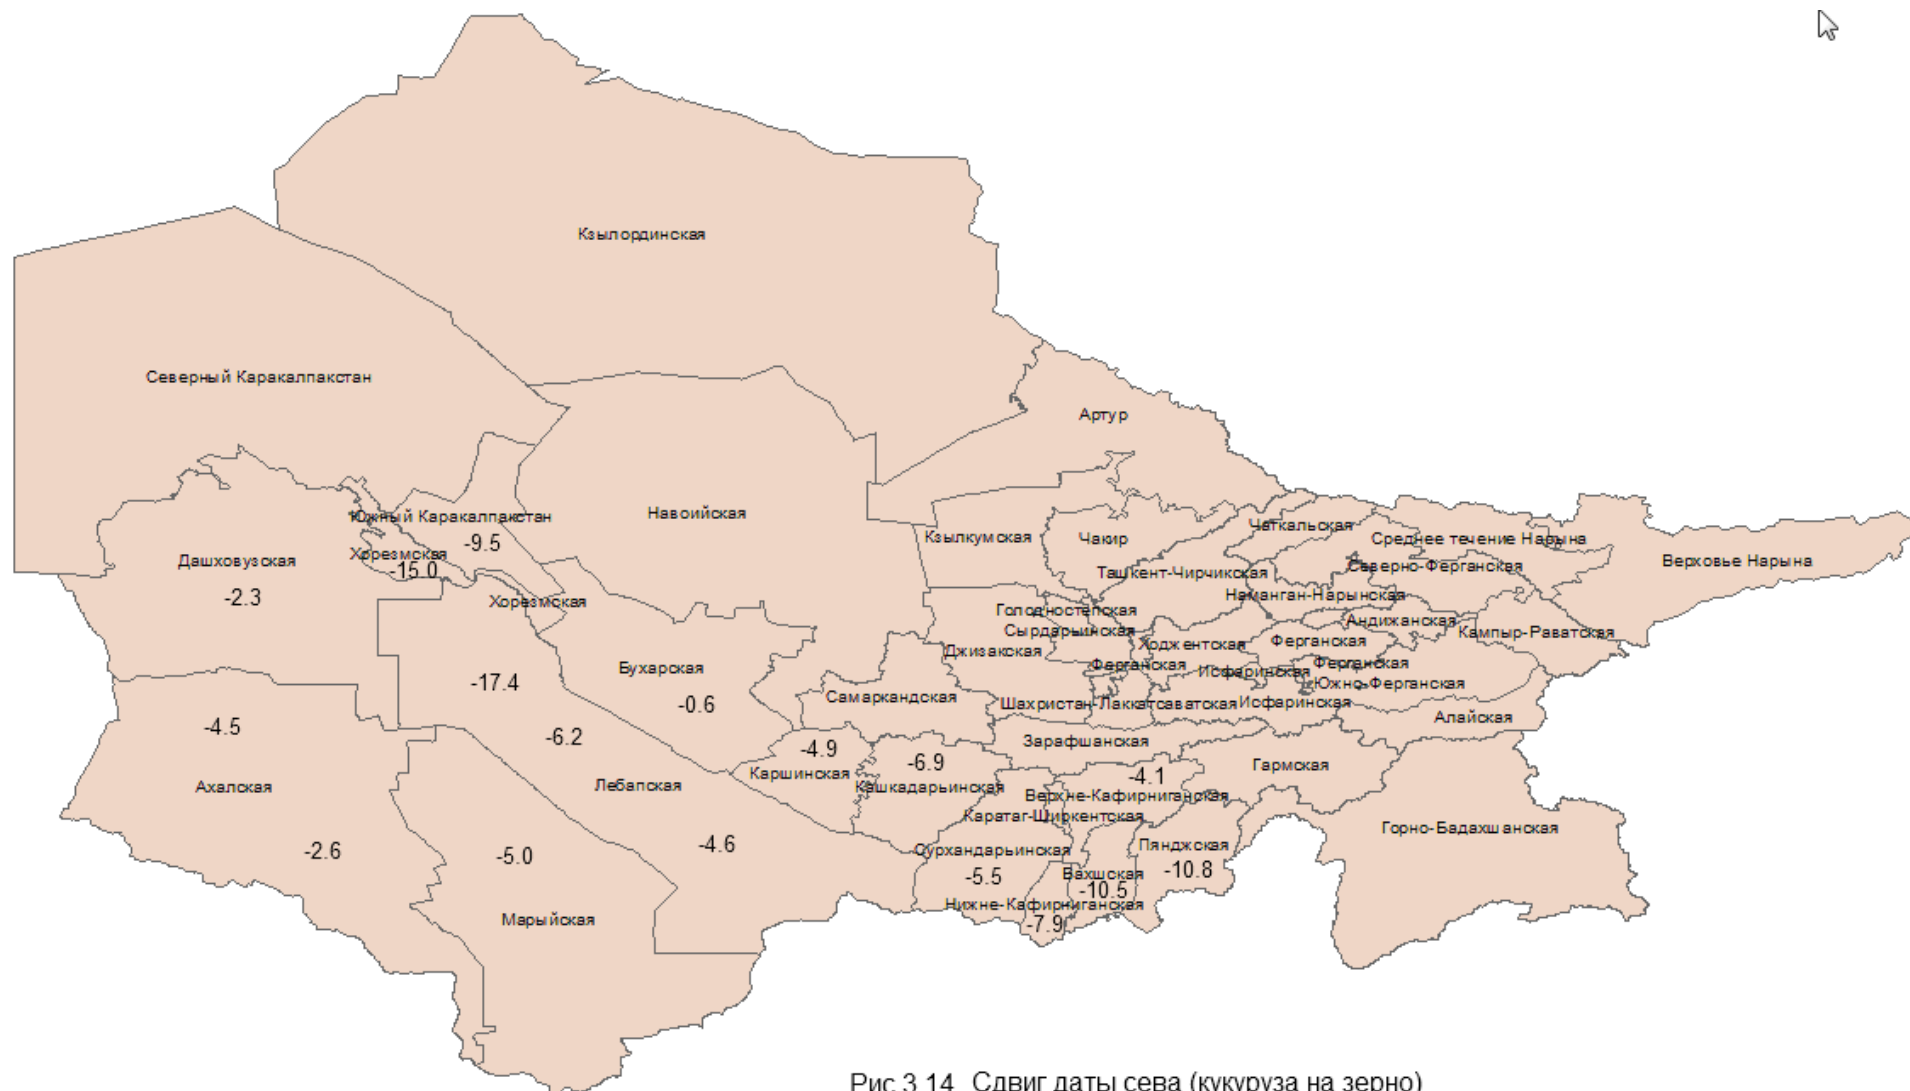 Кзылординская
Северный Каракалпакстан
Артур
Навоийская
Южный Каракалпакстан
-9.5
Хорезмская
-15.0
Дашховузская
-2.3
Хорезмская
Кзылкумская
Чакир
Чаткальская
Среднее течение Нарына
Верховье Нарына
Ташкент-Чирчикская
Северно-Ферганская
Наманган-Нарынская
Голодностепская
Сырдарьинская
Андижанская
Кампыр-Раватская
Джизакская
Ходжентская
Ферганская
Ферганская
Исфаринская
Ферганская
Южно-Ферганская
Бухарская
-0.6
-17.4
Самаркандская
Шахристан-Лаккатсаватская
Исфаринская
Алайская
-4.5
-6.2
Зарафшанская
-4.9
Каршинская
-6.9
Кашкадарьинская
-4.1
Верхне-Кафирниганская
Гармская
Ахалская
Лебапская
Каратаг-Ширкентская
Горно-Бадахшанская
-2.6
-5.0
-4.6
Сурхандарьинская
-5.5
Пянджская
-10.8
Вахшская
-10.5
Нижне-Кафирниганская
-7.9
Марыйская
Рис.3.14. Сдвиг даты сева (кукуруза на зерно)